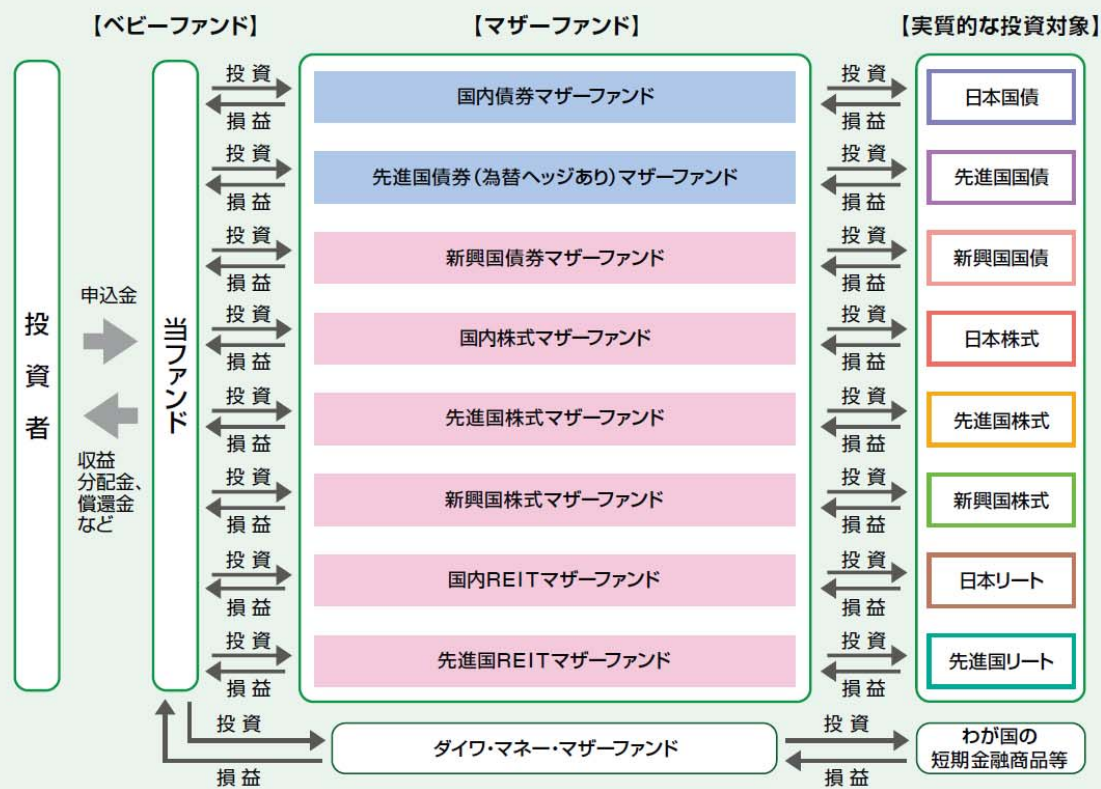 【ベビーファンド】
【マザーファンド】
【実質的な投資対象】
投資者
申込金
収益
分配金、
償還金
など
当ファンド
投資
損益
国内債券マザーファンド
投資
損益
日本国債
投資
損益
先進国債券(為替ヘッジあり)マザーファンド
投資
損益
先進国国債
投資
損益
新興国債券マザーファンド
投資
損益
新興国国債
投資
損益
国内株式マザーファンド
投資
損益
日本株式
投資
損益
先進国株式マザーファンド
投資
損益
先進国株式
投資
損益
新興国株式マザーファンド
投資
損益
新興国株式
投資
損益
国内REITマザーファンド
投資
損益
日本リート
投資
損益
先進国REITマザーファンド
投資
損益
先進国リート
投資
損益
ダイワ・マネー・マザーファンド
投資
損益
わが国の
短期金融商品等